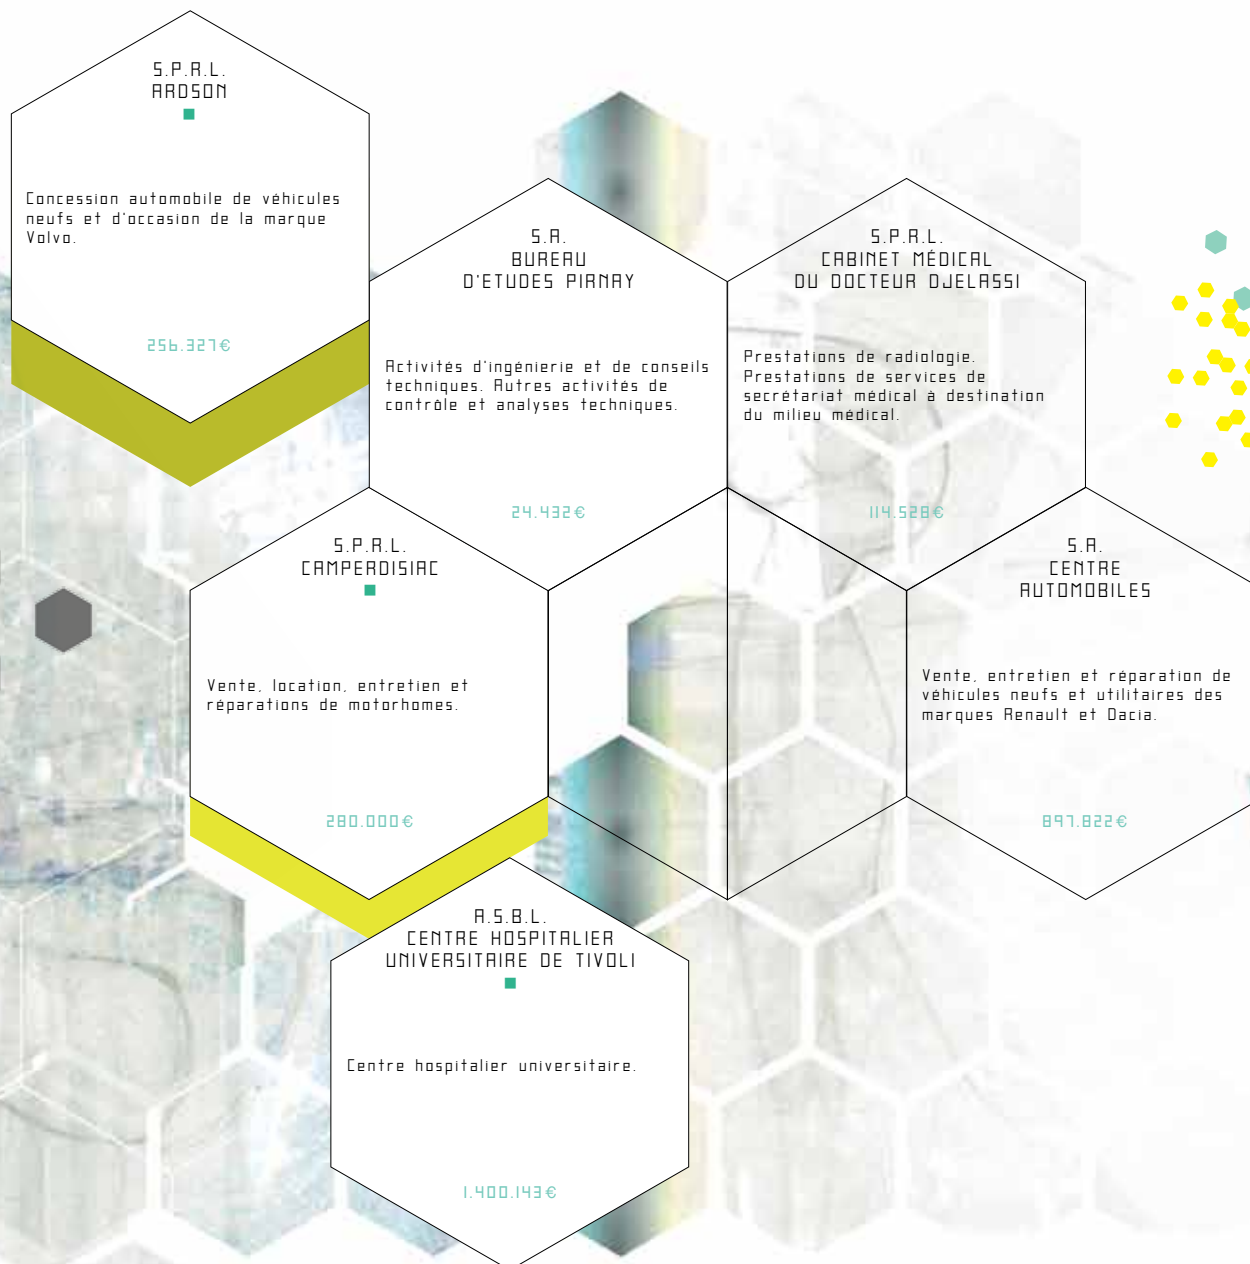 S.P.R.L.
ARDSON
Concession automobile de véhicules
neufs et d'occasion de la marque
Volvo.
256.327€
S.A.
BUREAU
D'ETUDES PIRNAY
Activités d'ingénierie et de conseils
techniques. Autres activités de
contrôle et analyses techniques.
24.432€
S.P.R.L.
CABINET MÉDICAL
DU DOCTEUR DJELASSI
Prestations de radiologie.
Prestations de services de
secrétariat médical à destination
du milieu médical.
114.528€
S.P.R.L.
CAMPERDISIAC
Vente, location, entretien et
réparations de motorhomes.
280.000€
S.A.
CENTRE
AUTOMOBILES
Vente, entretien et réparation de
véhicules neufs et utilitaires des
marques Renault et Dacia.
897.822€
A.S.B.L.
CENTRE HOSPITALIER
UNIVERSITAIRE DE TIVOLI
Centre hospitalier universitaire.
1.400.143€